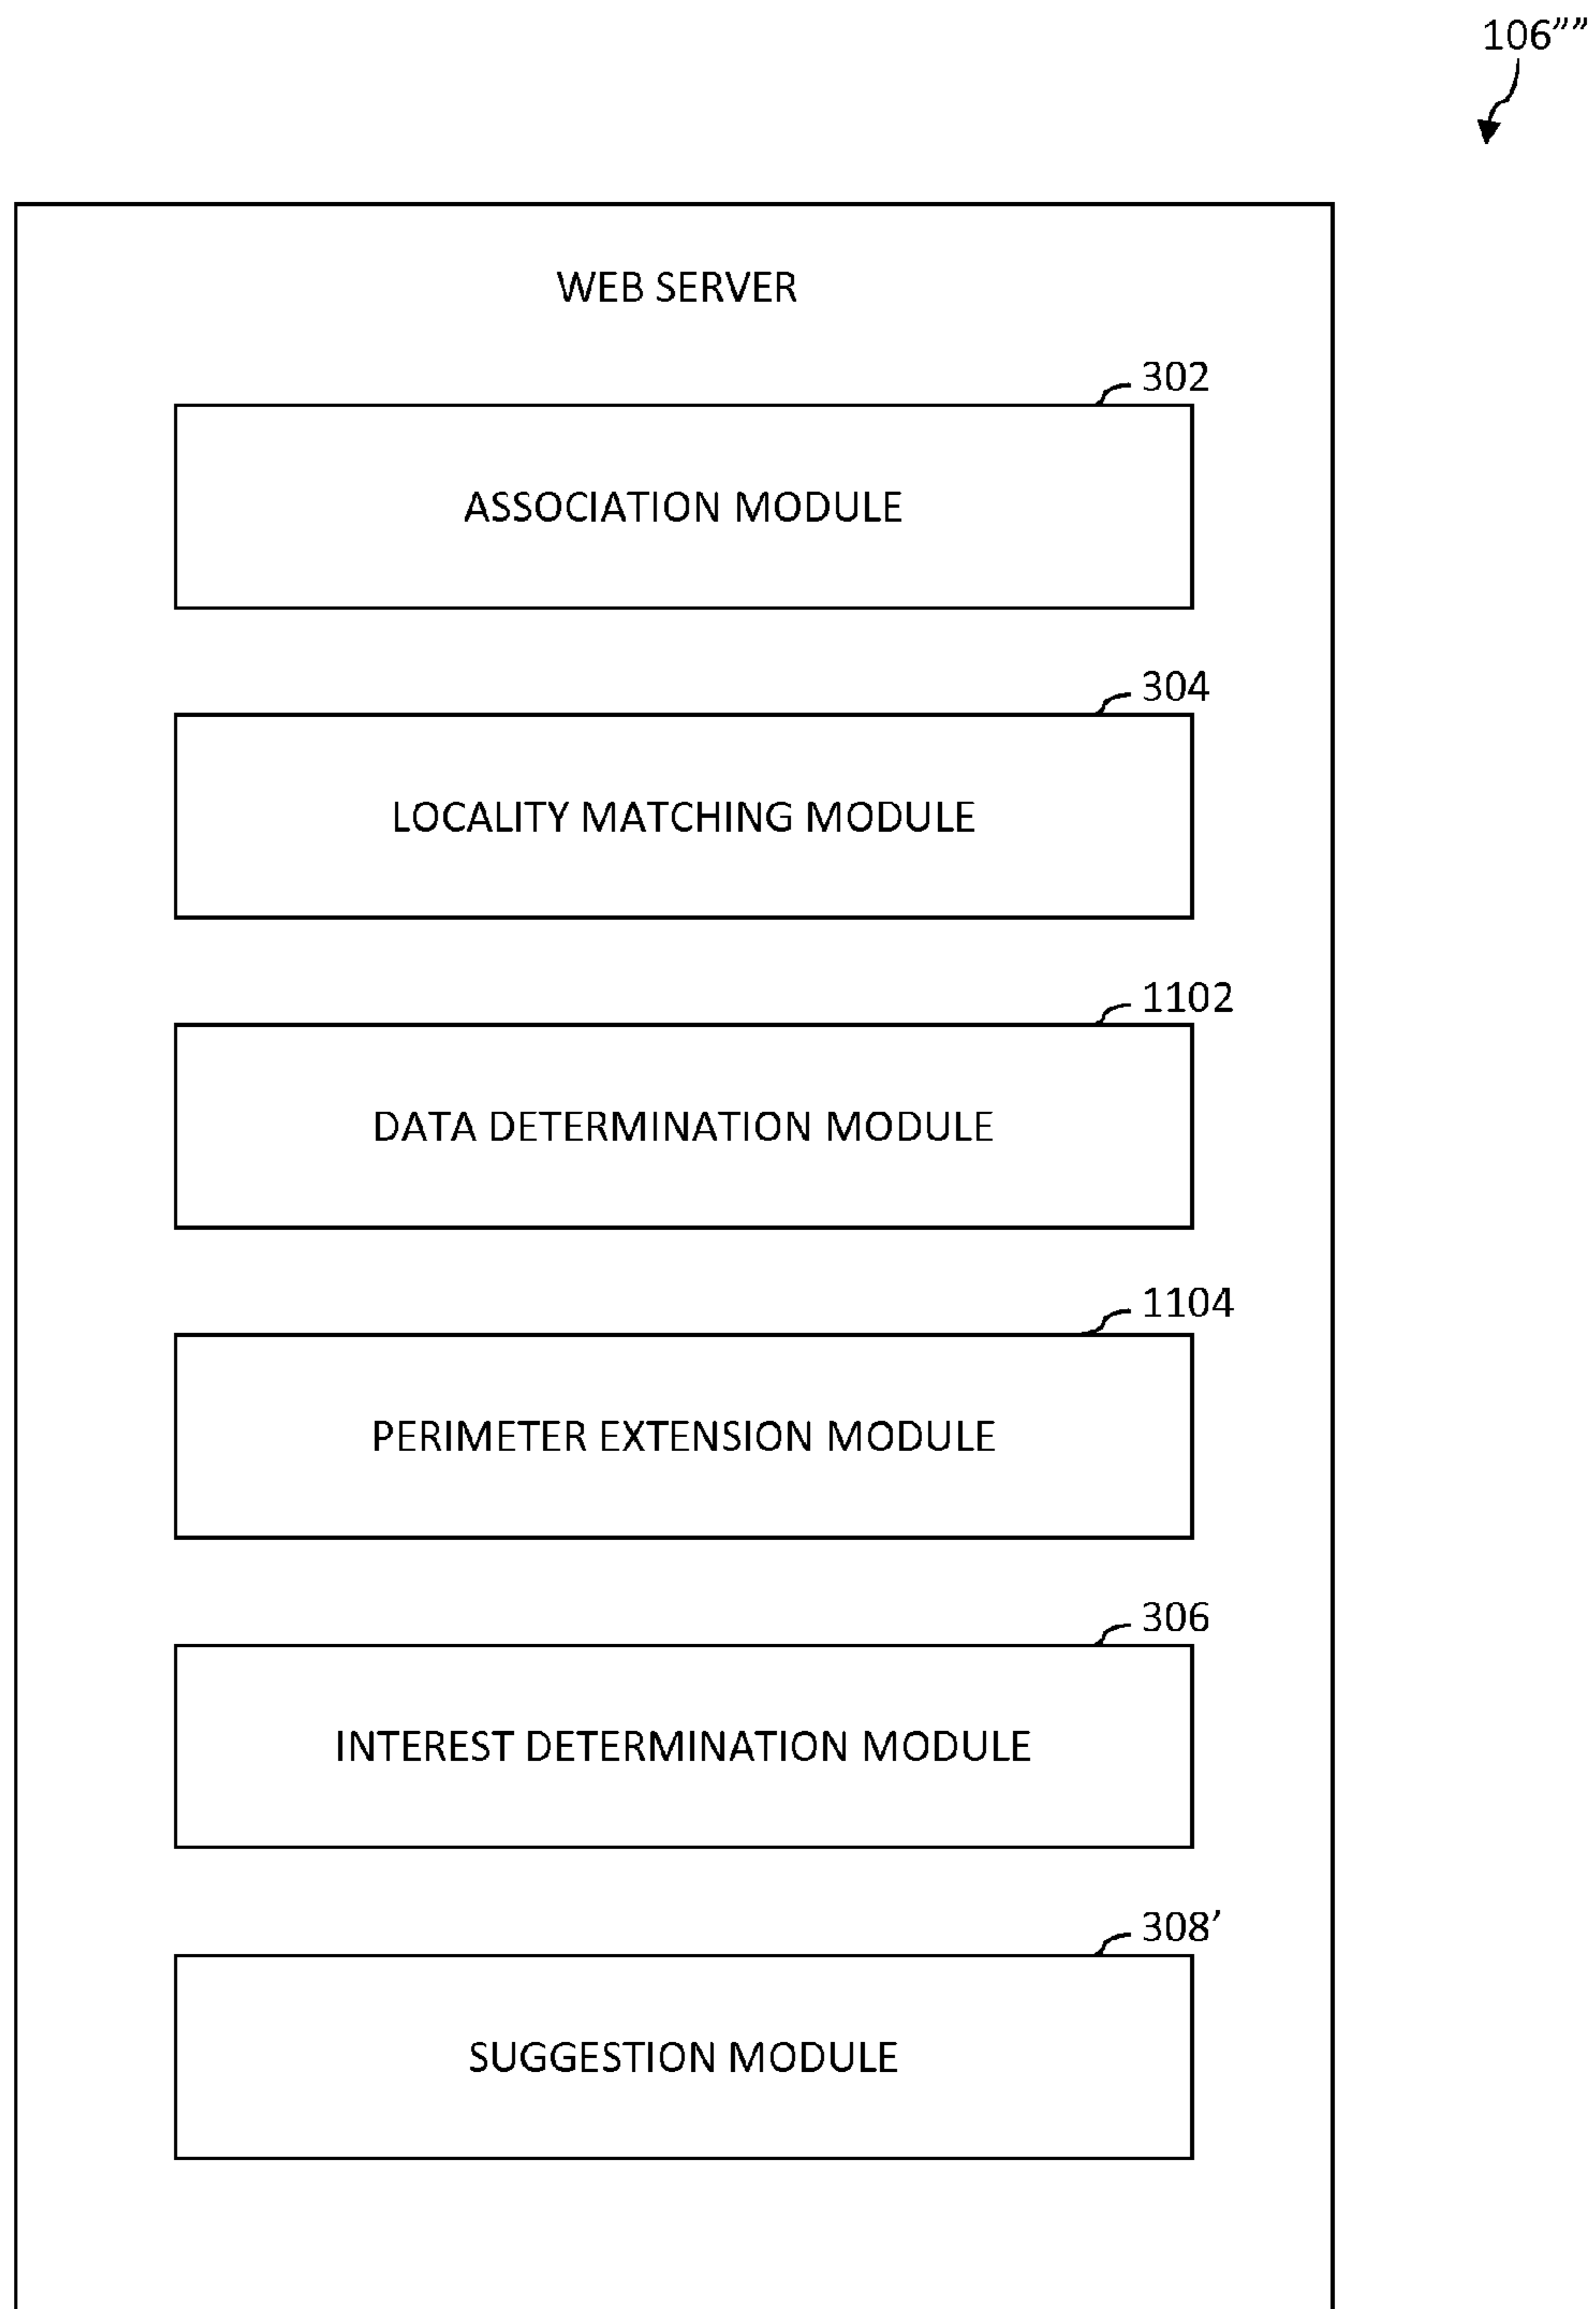 106””
WEB SERVER
302
ASSOCIATION MODULE
304
LOCALITY MATCHING MODULE
1102
DATA DETERMINATION MODULE
1104
PERIMETER EXTENSION MODULE
306
INTEREST DETERMINATION MODULE
308’
SUGGESTION MODULE